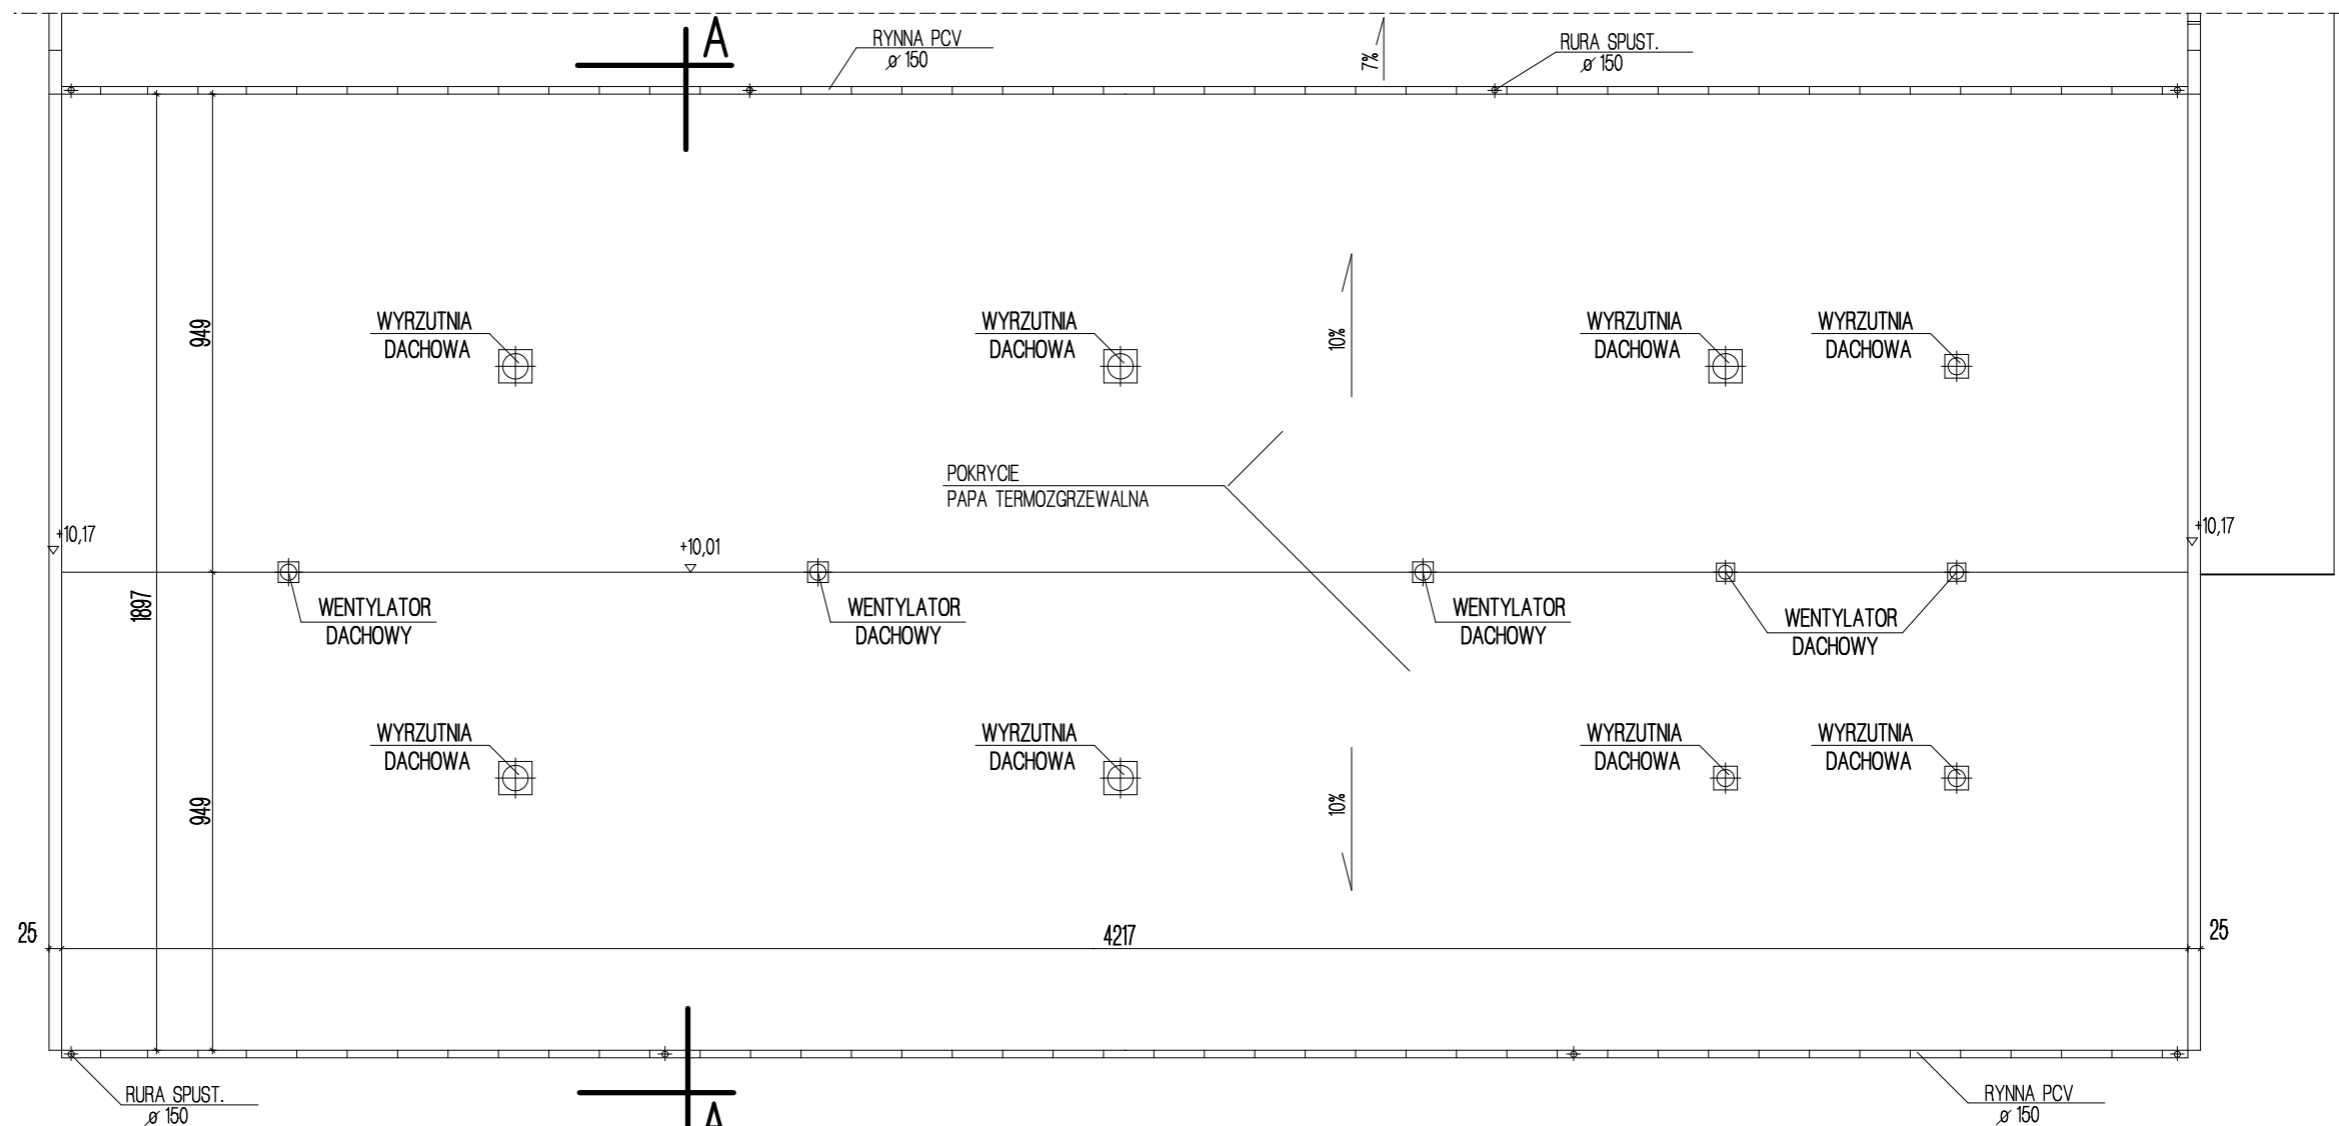 A
RYNNA PCV
ø 150
7%
RURA SPUST.
ø 150
WYRZUTNIA
DACHOWA
WYRZUTNIA
DACHOWA
10%
WYRZUTNIA
DACHOWA
WYRZUTNIA
DACHOWA
949
POKRYCIE
PAPA TERMOZGRZEWALNA
+10,17
+10,01
+10,17
1897
WENTYLATOR
DACHOWY
WENTYLATOR
DACHOWY
WENTYLATOR
DACHOWY
WENTYLATOR
DACHOWY
WYRZUTNIA
DACHOWA
WYRZUTNIA
DACHOWA
WYRZUTNIA
DACHOWA
WYRZUTNIA
DACHOWA
949
10%
25
4217
25
RURA SPUST.
ø 150
A
RYNNA PCV
ø 150